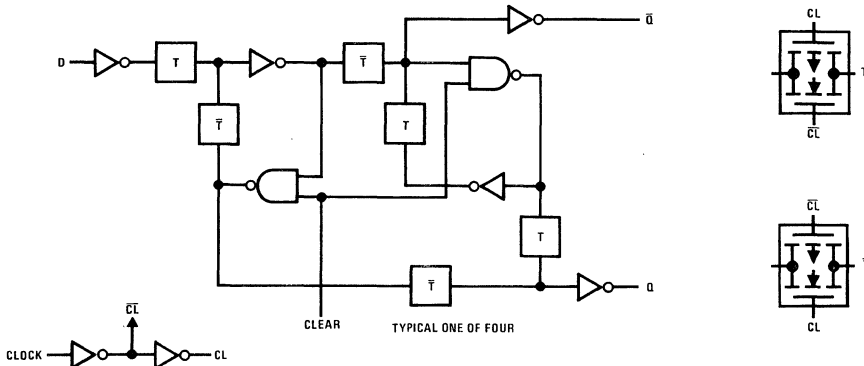 CL
Q̅
D
T
T̅
T
T̅
T
C̅L̅
C̅L̅
T
T̅
Q
CL
CLEAR
TYPICAL ONE OF FOUR
C̅L̅
CLOCK
CL